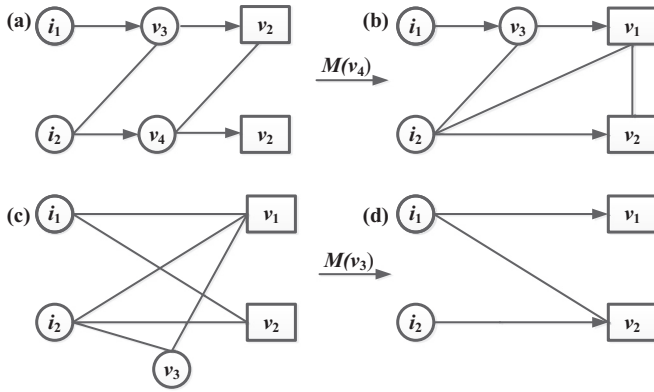 (a) i₁ v₃ v₂
M(v₄)
i₂ v₄ v₂
(b) i₁ v₃ v₁
i₂ v₂
(c) i₁ v₁
M(v₃)
i₂ v₂
v₃
(d) i₁ v₁
i₂ v₂